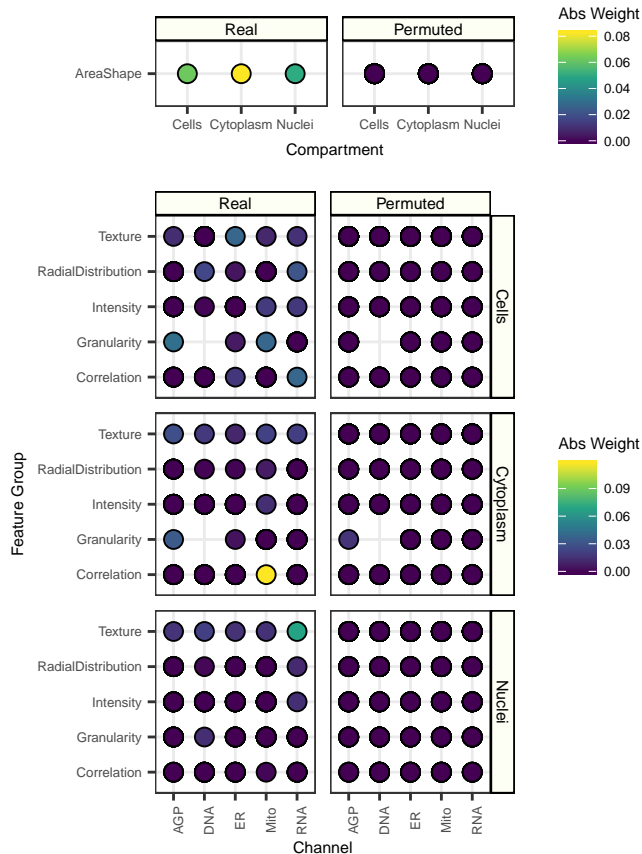 Abs Weight
Real Permuted
0.08
AreaShape
0.06
0.04
0.02
0.00
Cells Cytoplasm Nuclei Cells Cytoplasm Nuclei
Compartment
Real Permuted
Texture
RadialDistribution
Intensity
Granularity
Correlation
Cells
Texture
RadialDistribution
Intensity
Granularity
Correlation
Cytoplasm
Abs Weight
0.09
0.06
0.03
0.00
Feature Group
Texture
RadialDistribution
Intensity
Granularity
Correlation
Nuclei
AGP DNA ER Mito RNA AGP DNA ER Mito RNA
Channel